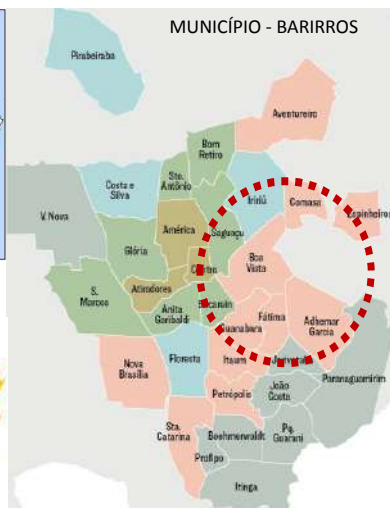 MUNICÍPIO - BARIRROS
Pirabeiraba
Aventureiro
Bom
Retiro
Sto.
Antônio
Costa e
Silva
Iririú
Comasa
Espinheiros
V. Nova
América
Saguaçu
Glória
Boa
Vista
Centro
Atiradores
S.
Marcos
Anita
Garibaldi
Bucarein
Fátima
Adhemar
Garcia
Guanabara
Nova
Brasília
Floresta
Itaum
Jarivatuba
Paranaguamirim
João
Costa
Petrópolis
Sta.
Catarina
Boehmerwaldt
Pq.
Guarani
Profipo
Itinga